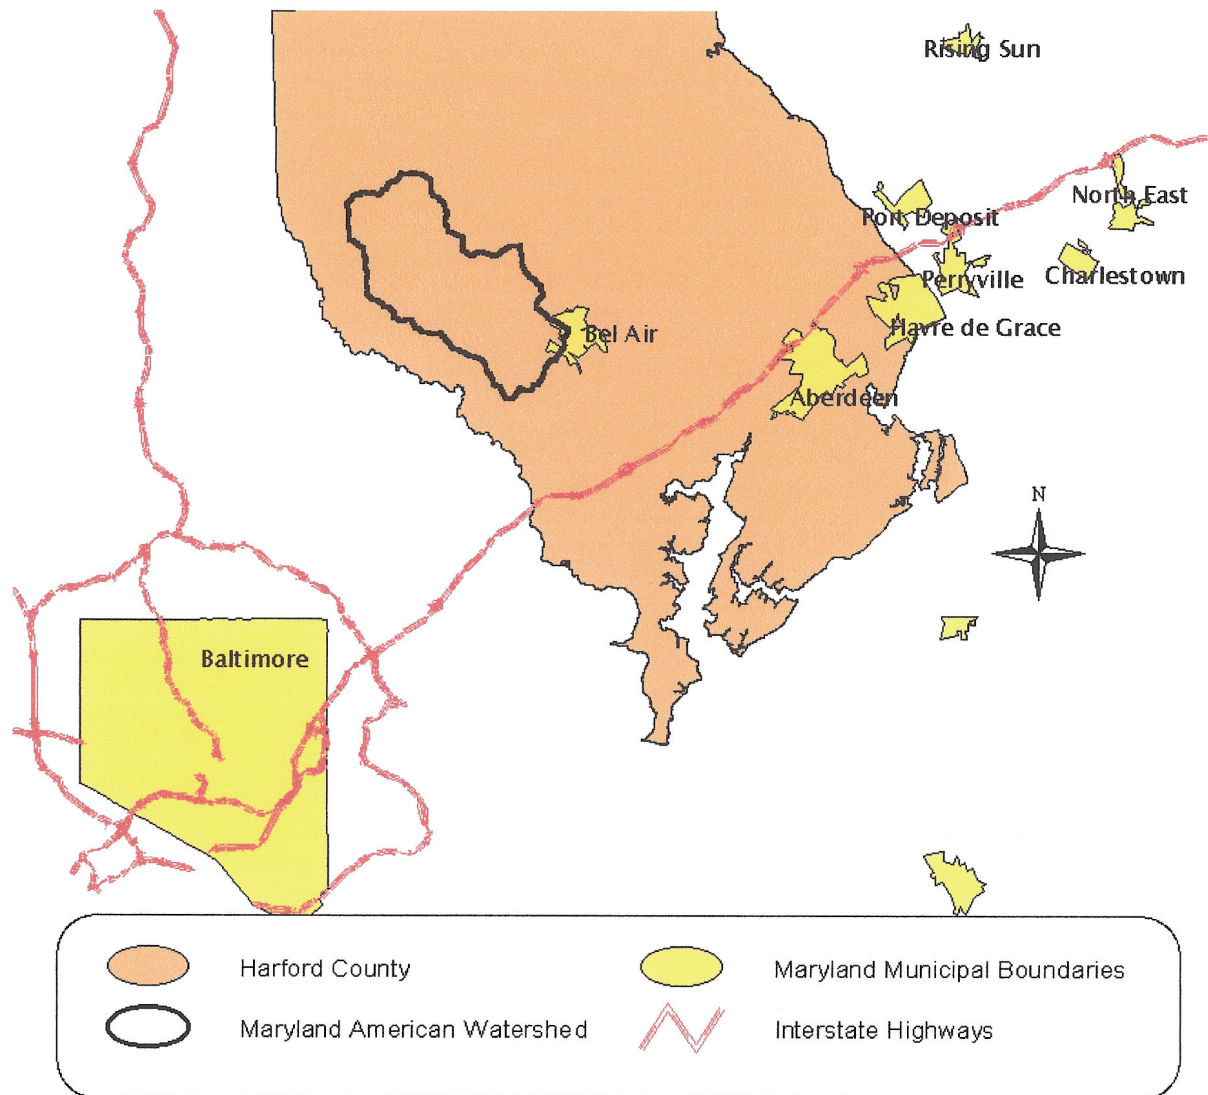 Rising Sun
North East
Port Deposit
Charlestown
Perryville
Havre de Grace
Bel Air
Aberdeen
N
Baltimore
Harford County
Maryland Municipal Boundaries
Maryland American Watershed
Interstate Highways